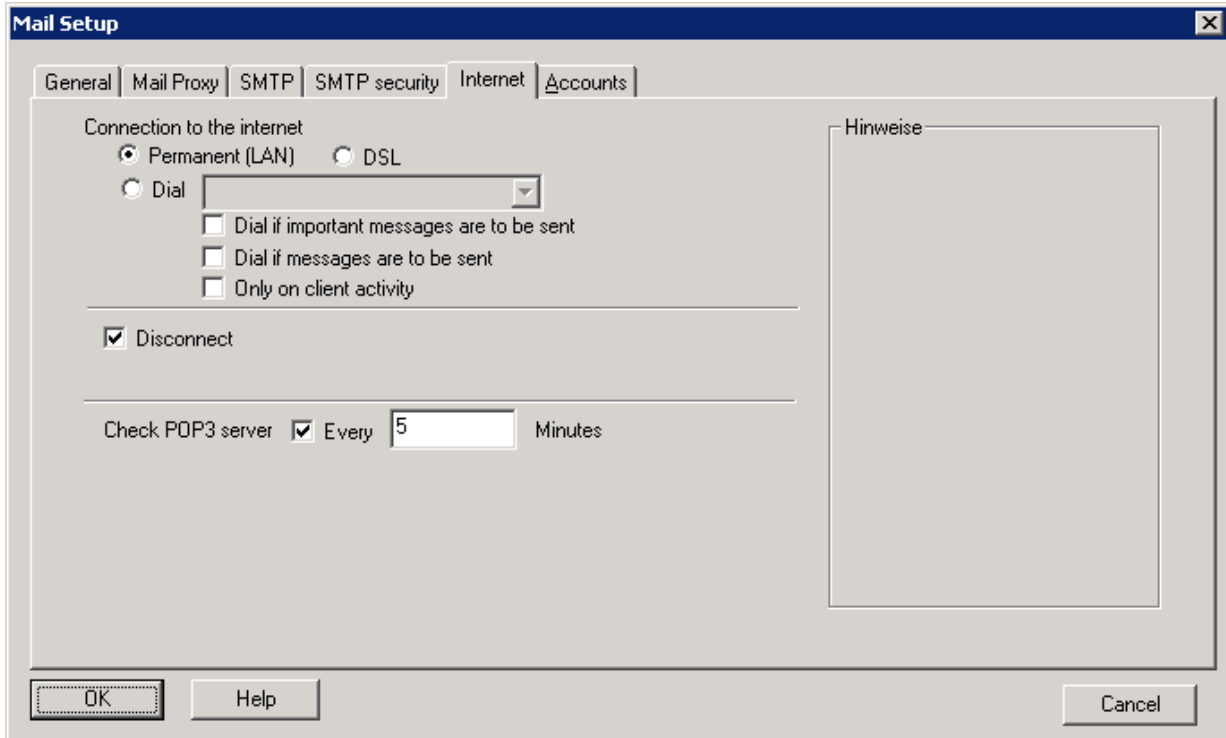 Mail Setup
General Mail Proxy SMTP SMTP security Internet Accounts
Connection to the internet
Permanent (LAN) DSL
Dial
Dial if important messages are to be sent
Dial if messages are to be sent
Only on client activity
Disconnect
Check POP3 server Every 5 Minutes
Hinweise
OK Help Cancel